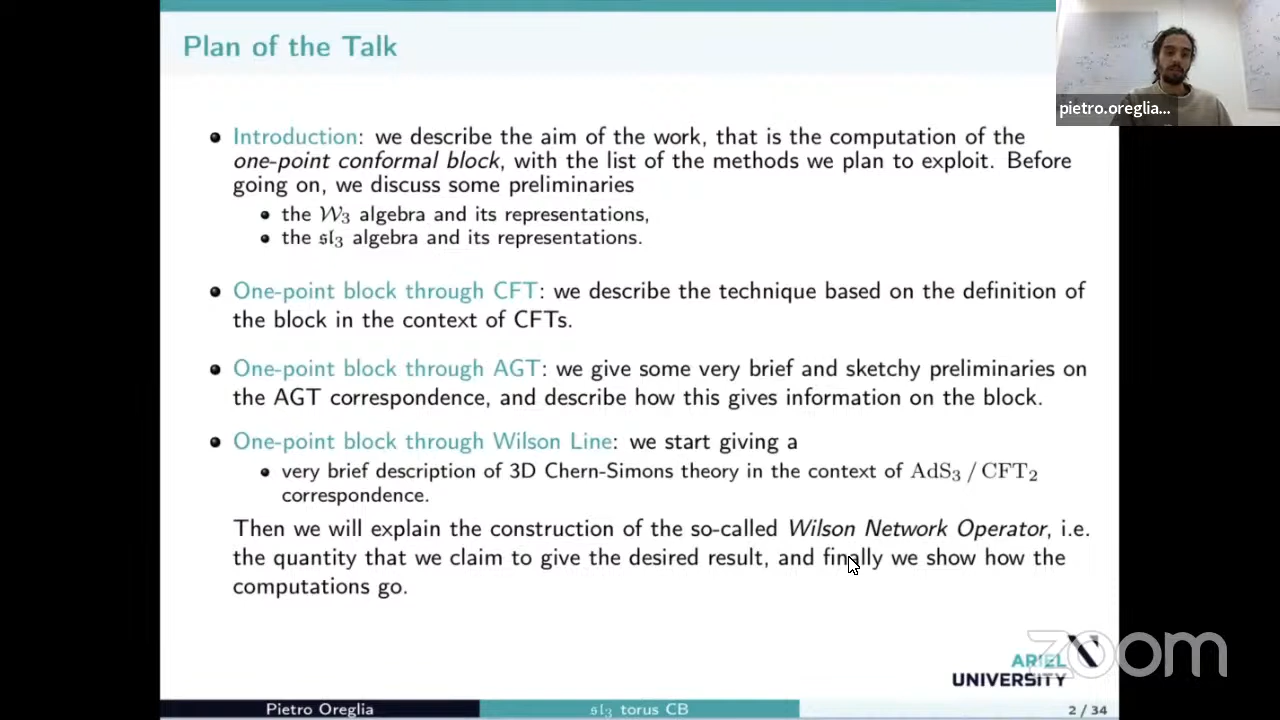 Plan of the Talk
pietro.oreglia...
• Introduction: we describe the aim of the work, that is the computation of the
one-point conformal block, with the list of the methods we plan to exploit. Before
going on, we discuss some preliminaries
• the 𝒲₃ algebra and its representations,
• the 𝔰𝔩₃ algebra and its representations.
• One-point block through CFT: we describe the technique based on the definition of
the block in the context of CFTs.
• One-point block through AGT: we give some very brief and sketchy preliminaries on
the AGT correspondence, and describe how this gives information on the block.
• One-point block through Wilson Line: we start giving a
• very brief description of 3D Chern-Simons theory in the context of AdS₃ / CFT₂
correspondence.
Then we will explain the construction of the so-called Wilson Network Operator, i.e.
the quantity that we claim to give the desired result, and finally we show how the
computations go.
ARIEL
UNIVERSITY
zoom
Pietro Oreglia
𝔰𝔩₃ torus CB
2 / 34